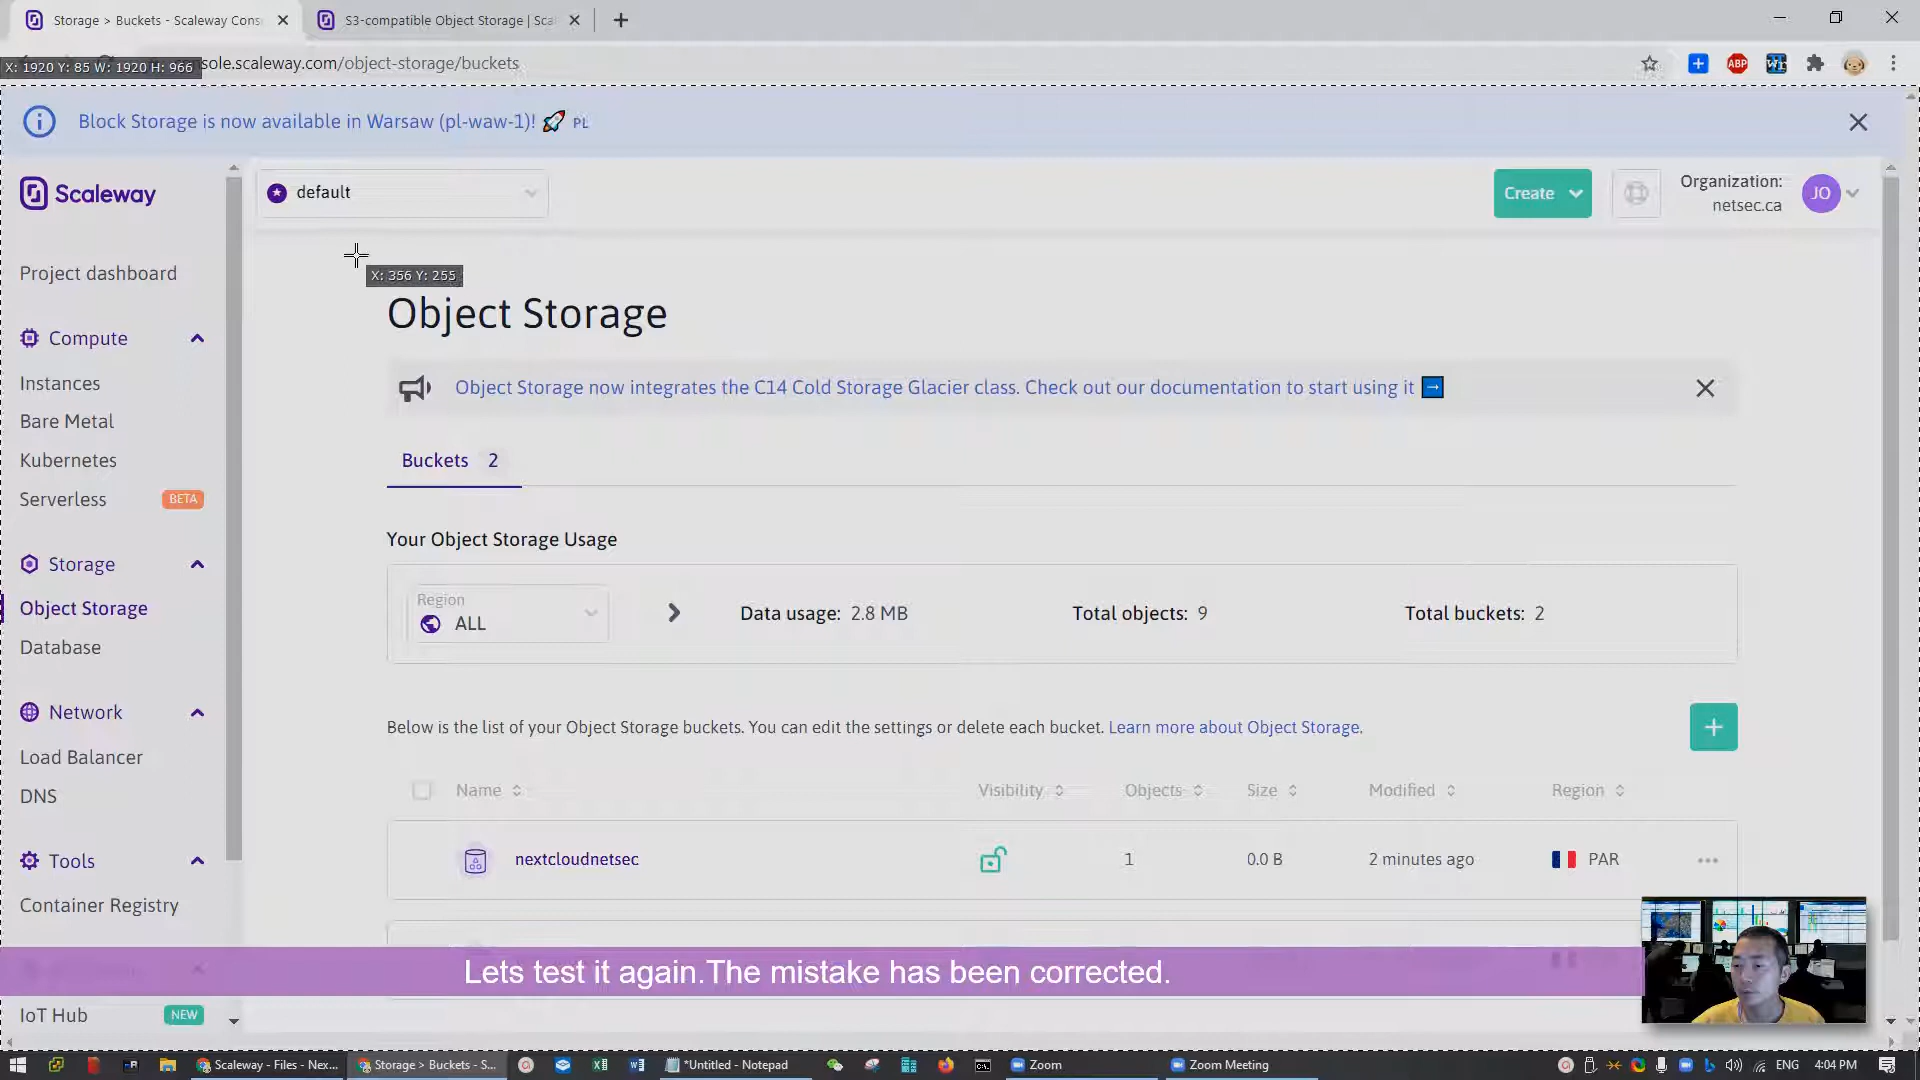 Storage > Buckets - Scaleway Cons
S3-compatible Object Storage | Sca
X: 1920 Y: 85 W: 1920 H: 966
sole.scaleway.com/object-storage/buckets
ABP
Block Storage is now available in Warsaw (pl-waw-1)! 🚀 PL
Scaleway
default
Create
Organization:
netsec.ca
JO
X: 356 Y: 255
Project dashboard
Compute
Instances
Bare Metal
Kubernetes
Serverless
BETA
Storage
Object Storage
Database
Network
Load Balancer
DNS
Tools
Container Registry
IoT Hub
NEW
Object Storage
Object Storage now integrates the C14 Cold Storage Glacier class. Check out our documentation to start using it ➡
Buckets 2
Your Object Storage Usage
Region
ALL
Data usage: 2.8 MB
Total objects: 9
Total buckets: 2
Below is the list of your Object Storage buckets. You can edit the settings or delete each bucket. Learn more about Object Storage.
Name
Visibility
Objects
Size
Modified
Region
nextcloudnetsec
1
0.0 B
2 minutes ago
PAR
Lets test it again.The mistake has been corrected.
Scaleway - Files - Nex...
Storage > Buckets - S...
*Untitled - Notepad
Zoom
Zoom Meeting
ENG
4:04 PM